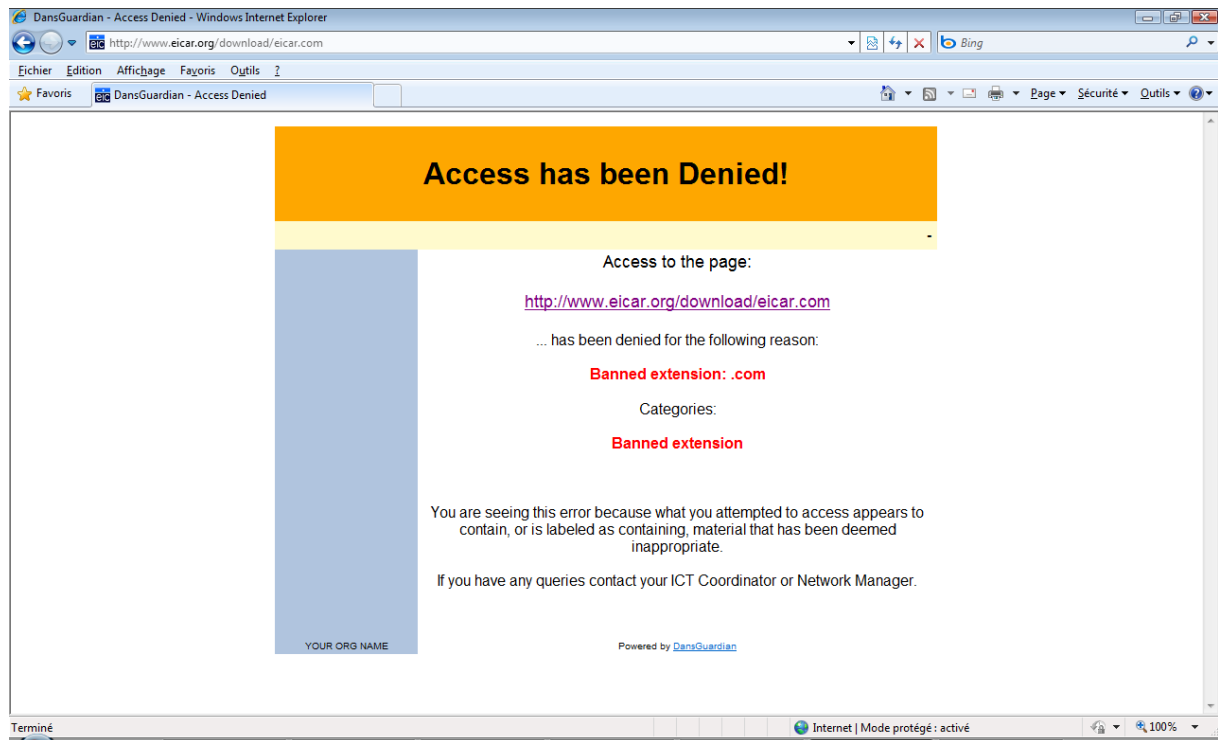 DansGuardian - Access Denied - Windows Internet Explorer
eic http://www.eicar.org/download/eicar.com Bing
Fichier Edition Affichage Favoris Outils ?
Favoris eic DansGuardian - Access Denied Page Sécurité Outils
Access has been Denied!
-
Access to the page:
http://www.eicar.org/download/eicar.com
... has been denied for the following reason:
Banned extension: .com
Categories:
Banned extension
You are seeing this error because what you attempted to access appears to
contain, or is labeled as containing, material that has been deemed
inappropriate.
If you have any queries contact your ICT Coordinator or Network Manager.
YOUR ORG NAME Powered by DansGuardian
Terminé Internet | Mode protégé : activé 100%